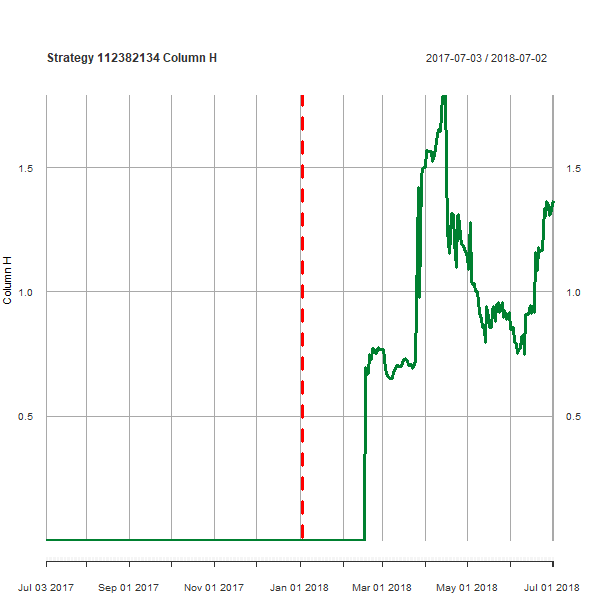 Strategy 112382134 Column H 2017-07-03 / 2018-07-02
1.5 1.5
1.0 1.0
Column H
0.5 0.5
Jul 03 2017 Sep 01 2017 Nov 01 2017 Jan 01 2018 Mar 01 2018 May 01 2018 Jul 01 2018